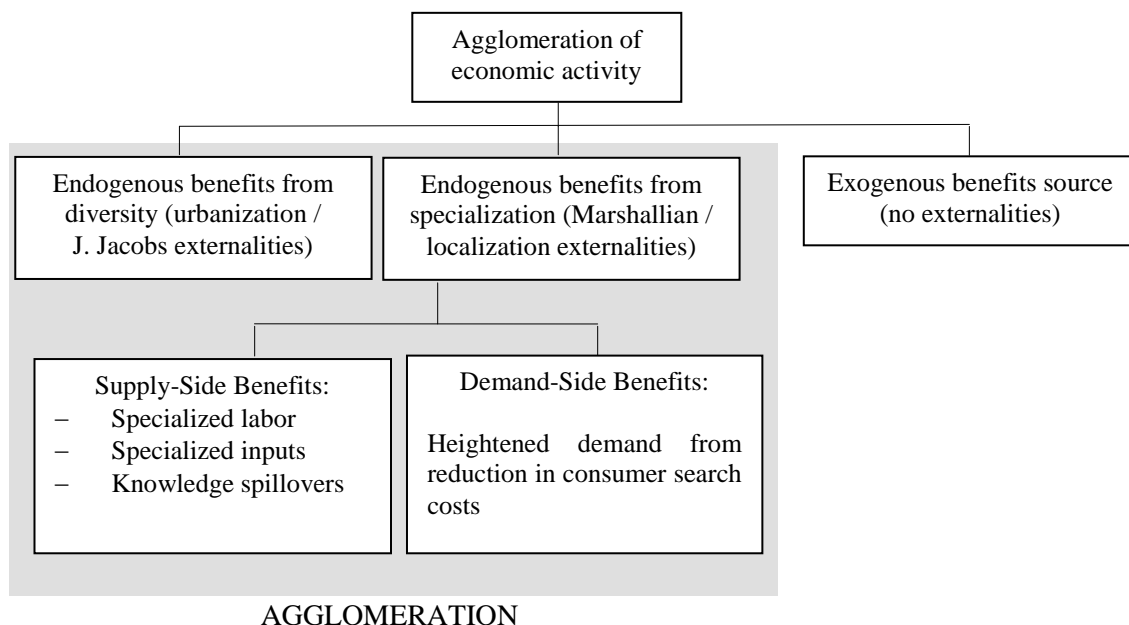 Agglomeration of
economic activity
Endogenous benefits from
diversity (urbanization /
J. Jacobs externalities)
Endogenous benefits from
specialization (Marshallian /
localization externalities)
Exogenous benefits source
(no externalities)
Supply-Side Benefits:
– Specialized labor
– Specialized inputs
– Knowledge spillovers
Demand-Side Benefits:
Heightened demand from
reduction in consumer search
costs
AGGLOMERATION